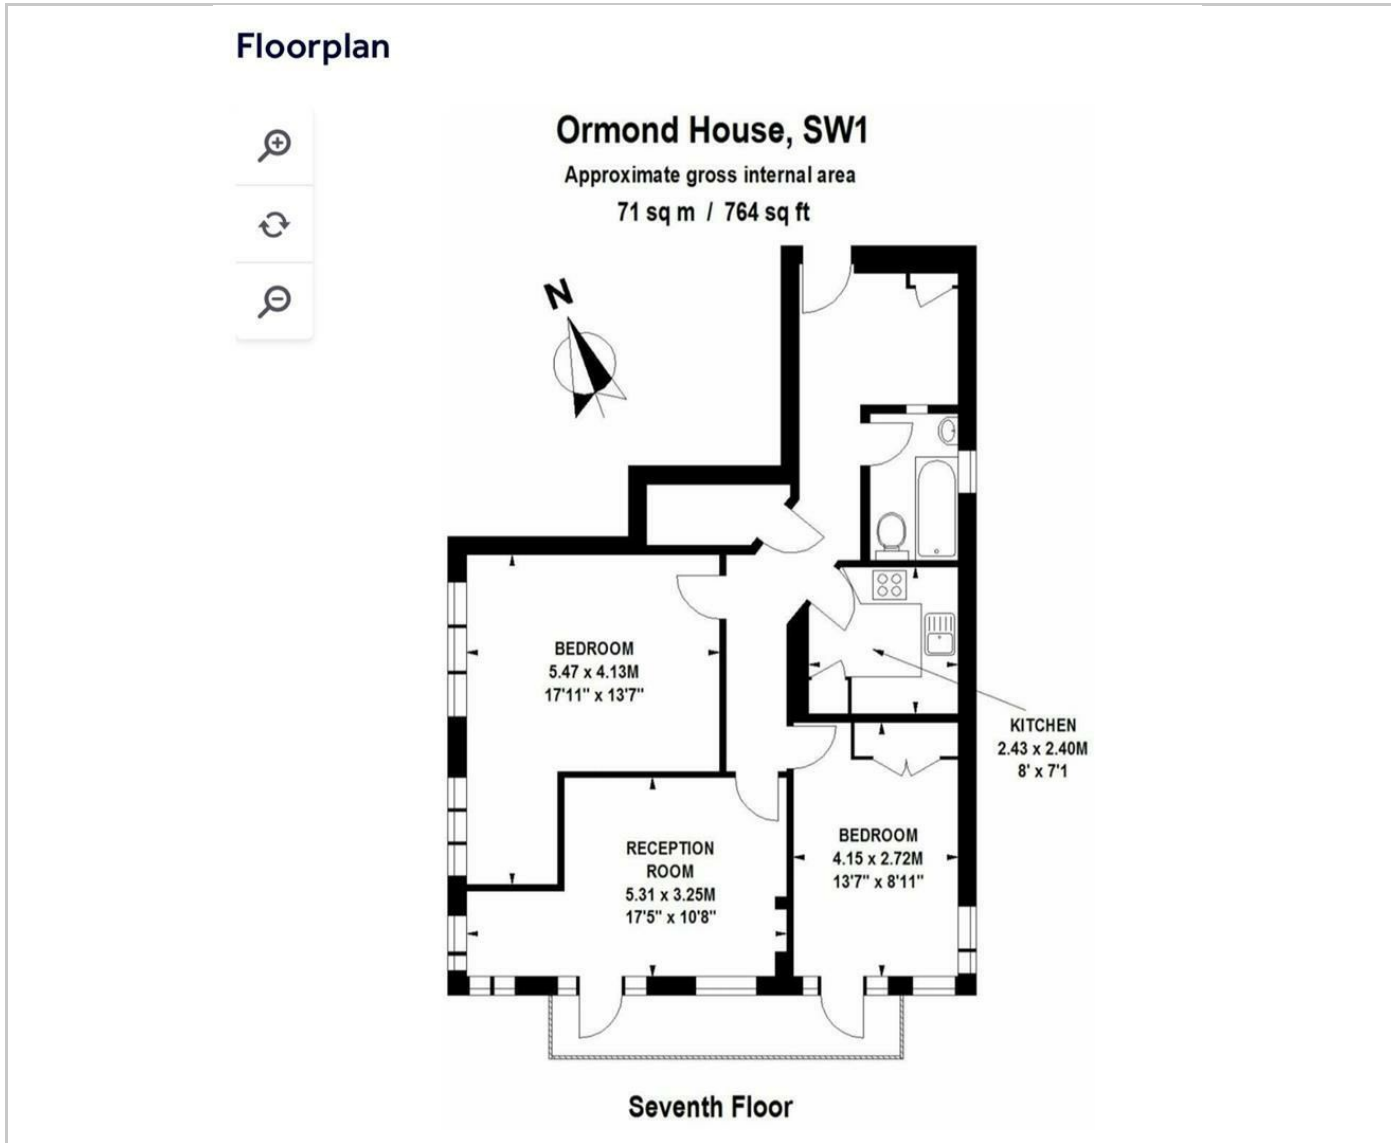 Floorplan
Ormond House, SW1
Approximate gross internal area
71 sq m / 764 sq ft
N
BEDROOM
5.47 x 4.13M
17'11" x 13'7"
KITCHEN
2.43 x 2.40M
8' x 7'1
RECEPTION
ROOM
5.31 x 3.25M
17'5" x 10'8"
BEDROOM
4.15 x 2.72M
13'7" x 8'11"
Seventh Floor